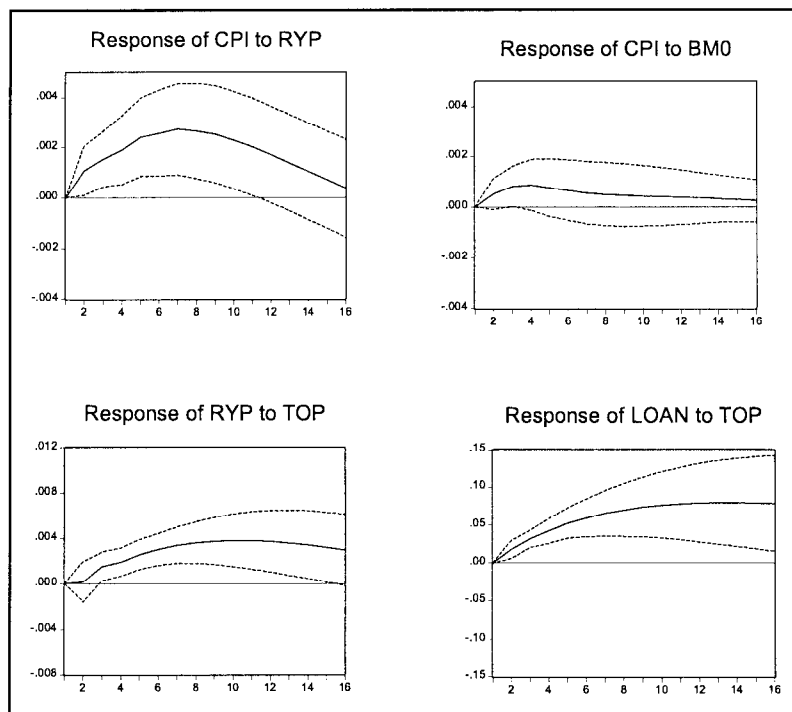 Response of CPI to RYP
.004
.002
.000
-.002
-.004
2 4 6 8 10 12 14 16
Response of CPI to BM0
.004
.002
.000
-.002
-.004
2 4 6 8 10 12 14 16
Response of RYP to TOP
.012
.008
.004
.000
-.004
-.008
2 4 6 8 10 12 14 16
Response of LOAN to TOP
.15
.10
.05
.00
-.05
-.10
-.15
2 4 6 8 10 12 14 16